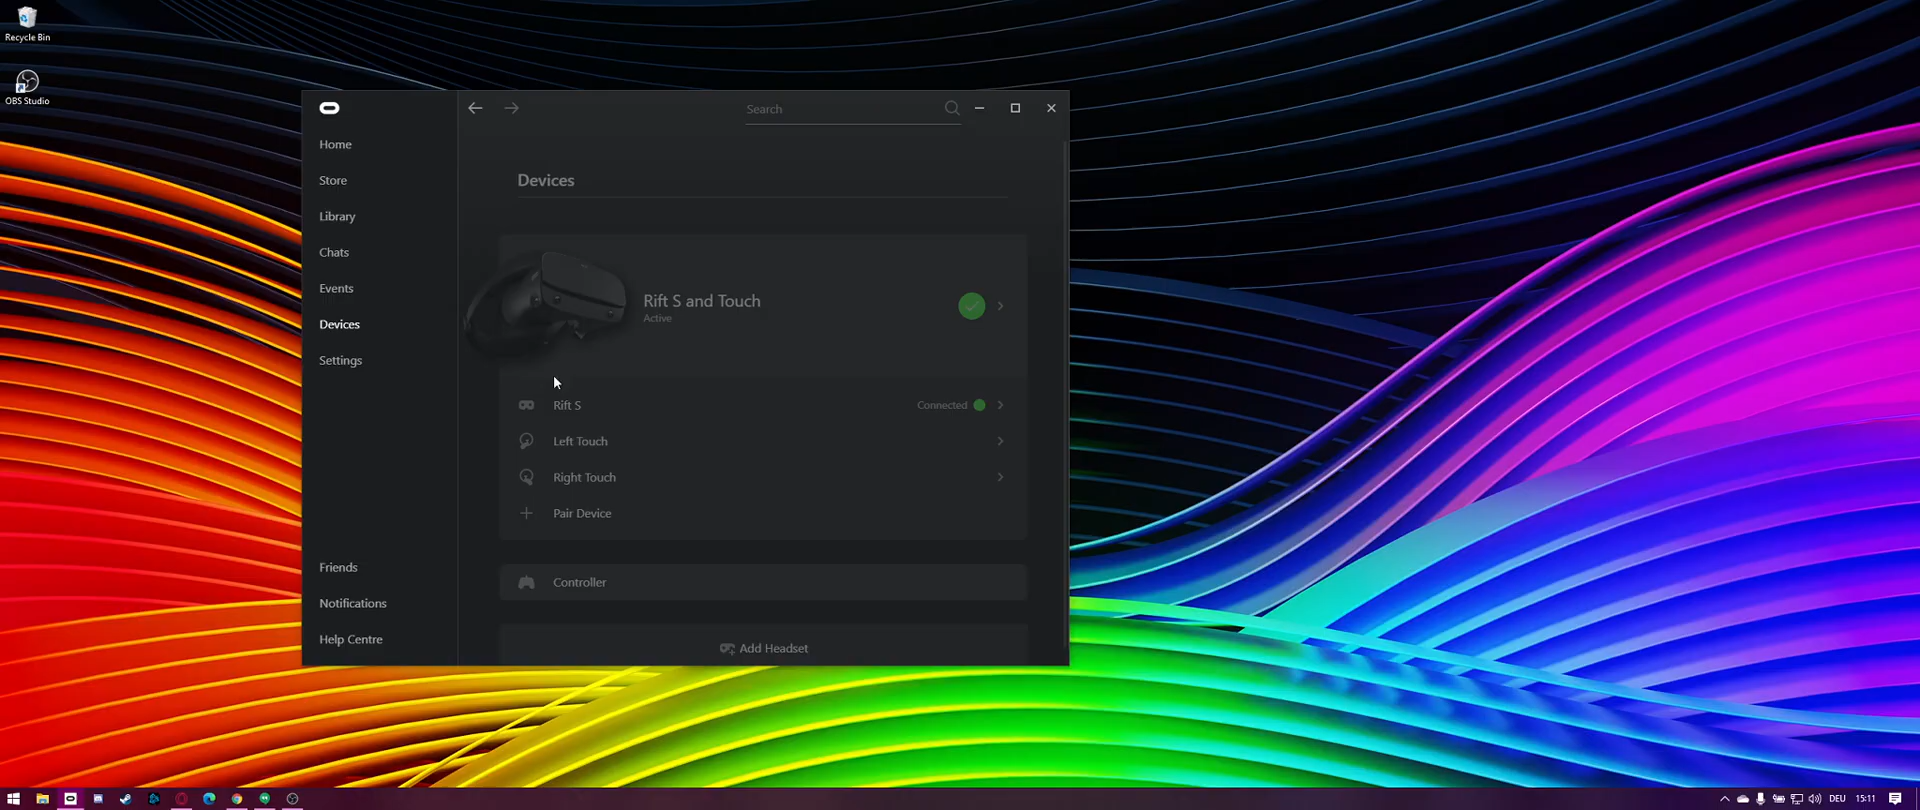 Recycle Bin
OBS Studio
Search
Home
Store
Library
Chats
Events
Devices
Settings
Friends
Notifications
Help Centre
Devices
Rift S and Touch
Active
Rift S
Connected
Left Touch
Right Touch
Pair Device
Controller
Add Headset
DEU
15:11